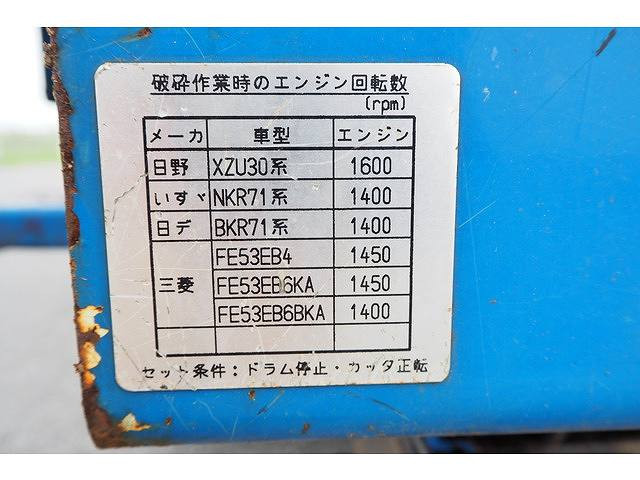 破砕作業時のエンジン回転数
(rpm)
メーカ 車型 エンジン
日野 XZU30系 1600
いすゞ NKR71系 1400
日デ BKR71系 1400
FE53EB4 1450
三菱 FE53EB6KA 1450
FE53EB6BKA 1400
セット条件：ドラム停止・カッタ正転